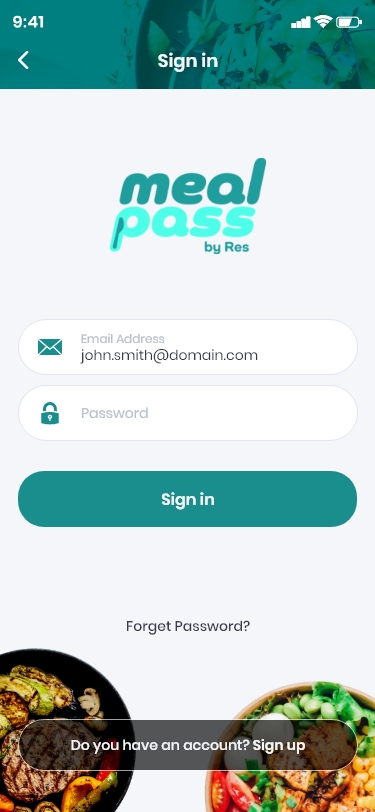 9:41
Sign in
meal
pass
by Res
Email Address
john.smith@domain.com
Password
Sign in
Forget Password?
Do you have an account? Sign up